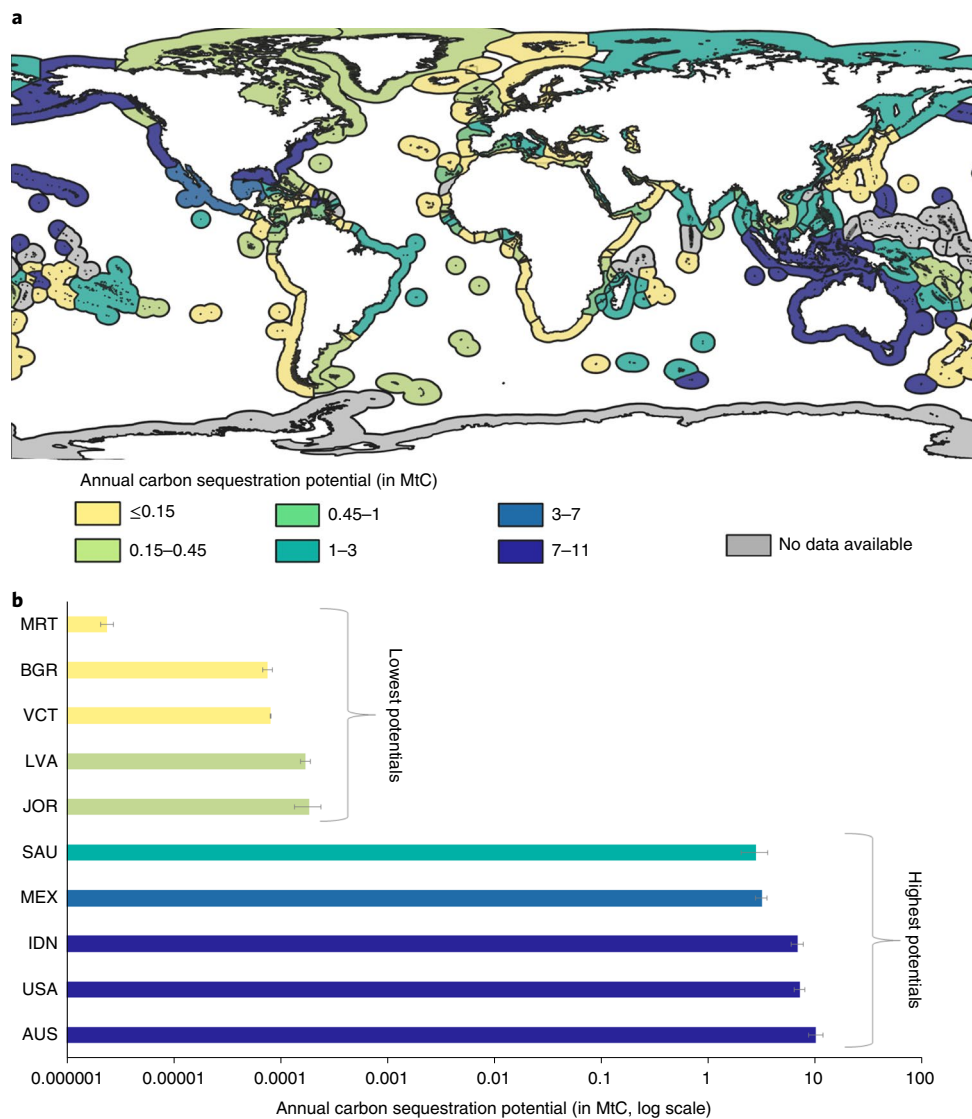 a
Annual carbon sequestration potential (in MtC)
≤0.15
0.45–1
3–7
0.15–0.45
1–3
7–11
No data available
b
MRT
BGR
VCT
LVA
JOR
SAU
MEX
IDN
USA
AUS
Lowest potentials
Highest potentials
0.000001 0.00001 0.0001 0.001 0.01 0.1 1 10 100
Annual carbon sequestration potential (in MtC, log scale)